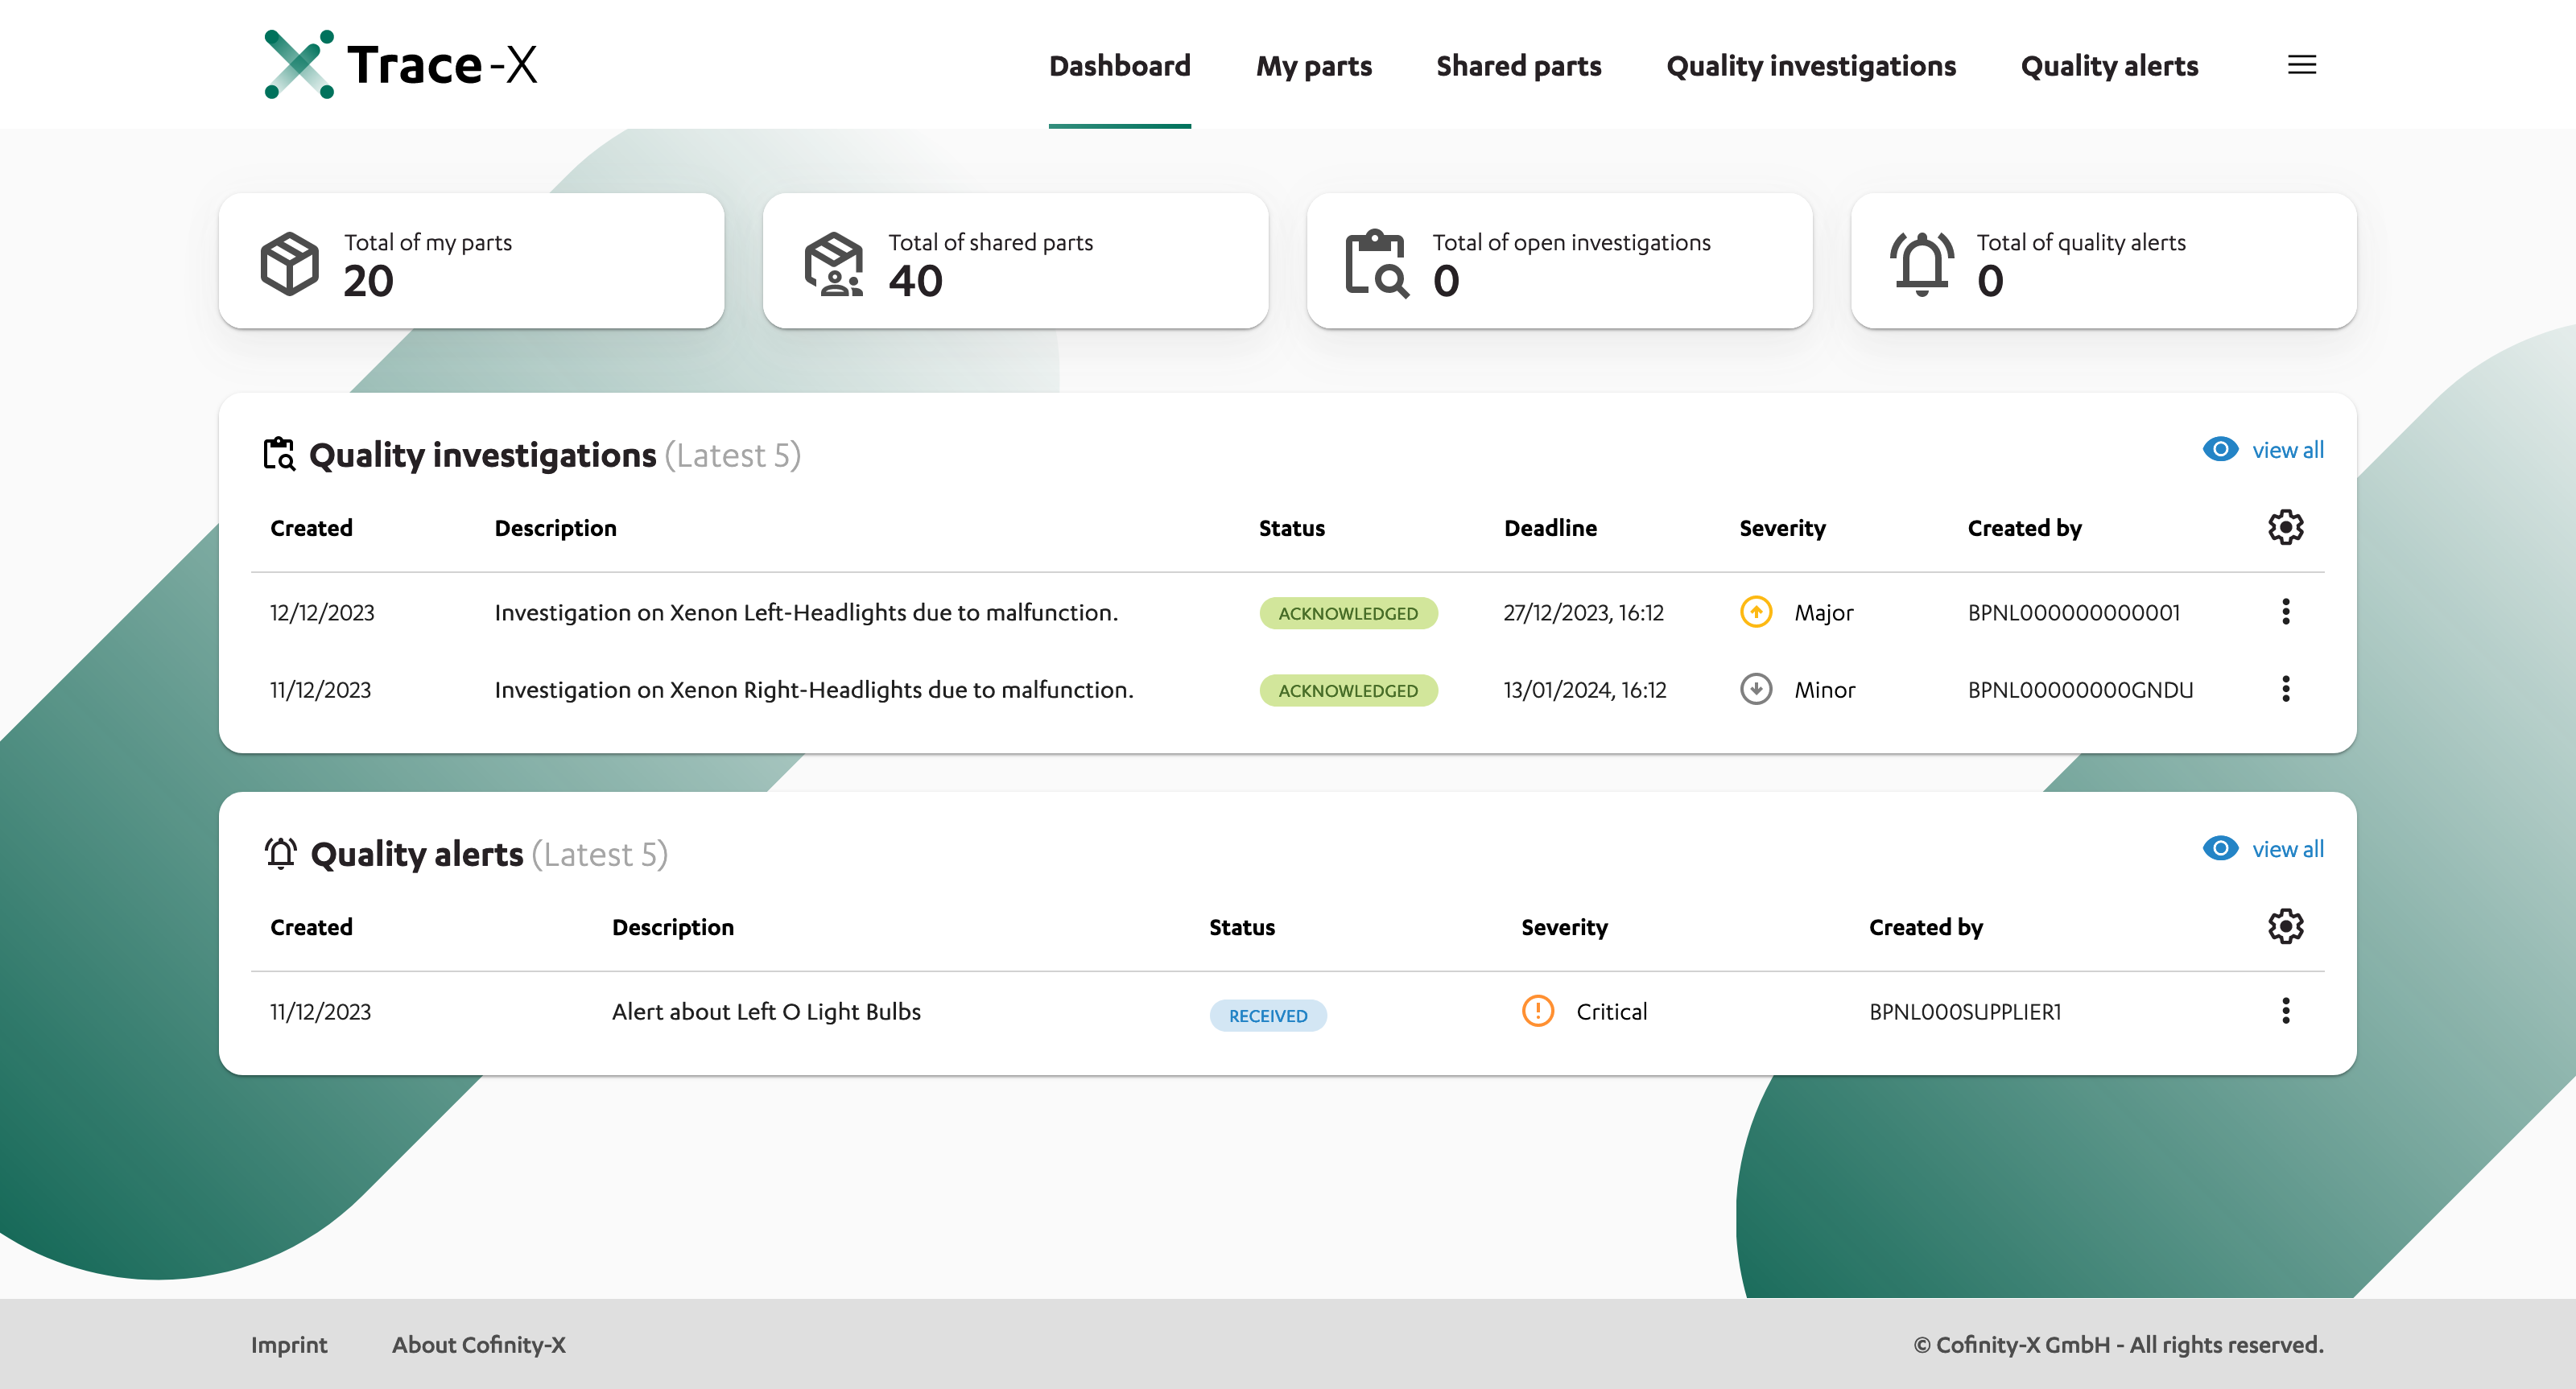 Trace-X
Dashboard My parts Shared parts Quality investigations Quality alerts
Total of my parts
20
Total of shared parts
40
Total of open investigations
0
Total of quality alerts
0
Quality investigations (Latest 5) view all
Created Description Status Deadline Severity Created by
12/12/2023 Investigation on Xenon Left-Headlights due to malfunction. ACKNOWLEDGED 27/12/2023, 16:12 Major BPNL000000000001
11/12/2023 Investigation on Xenon Right-Headlights due to malfunction. ACKNOWLEDGED 13/01/2024, 16:12 Minor BPNL00000000GNDU
Quality alerts (Latest 5) view all
Created Description Status Severity Created by
11/12/2023 Alert about Left O Light Bulbs RECEIVED Critical BPNL000SUPPLIER1
Imprint About Cofinity-X © Cofinity-X GmbH - All rights reserved.